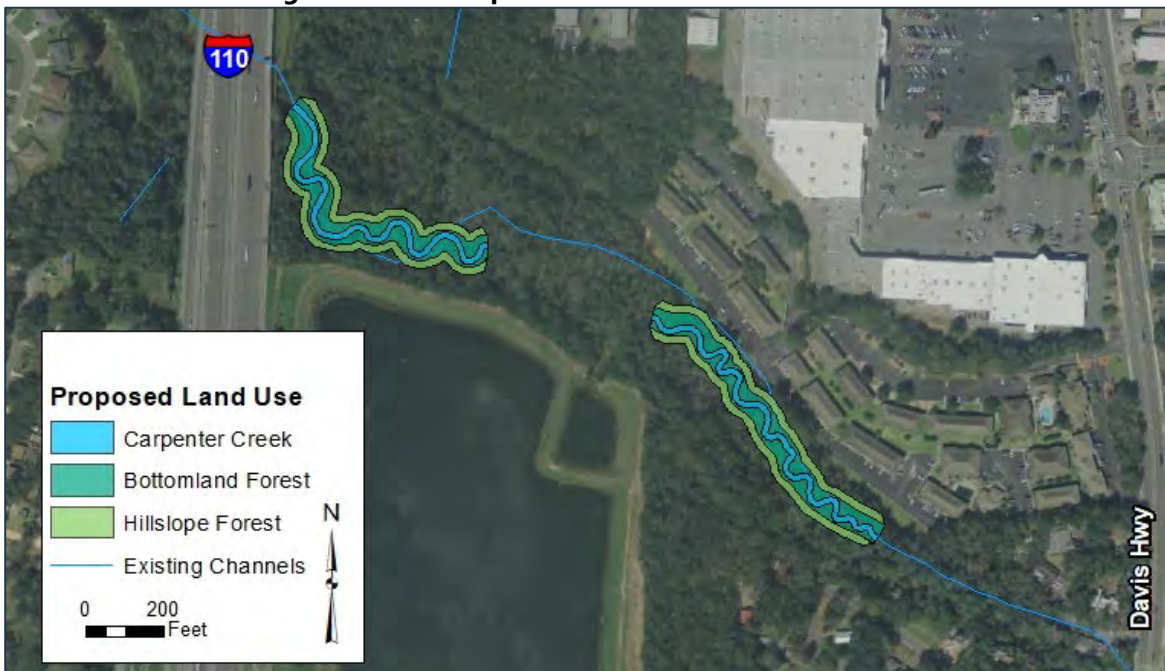 110
Proposed Land Use
Carpenter Creek
Bottomland Forest
Hillslope Forest
Existing Channels
N
0 200
Feet
Davis Hwy